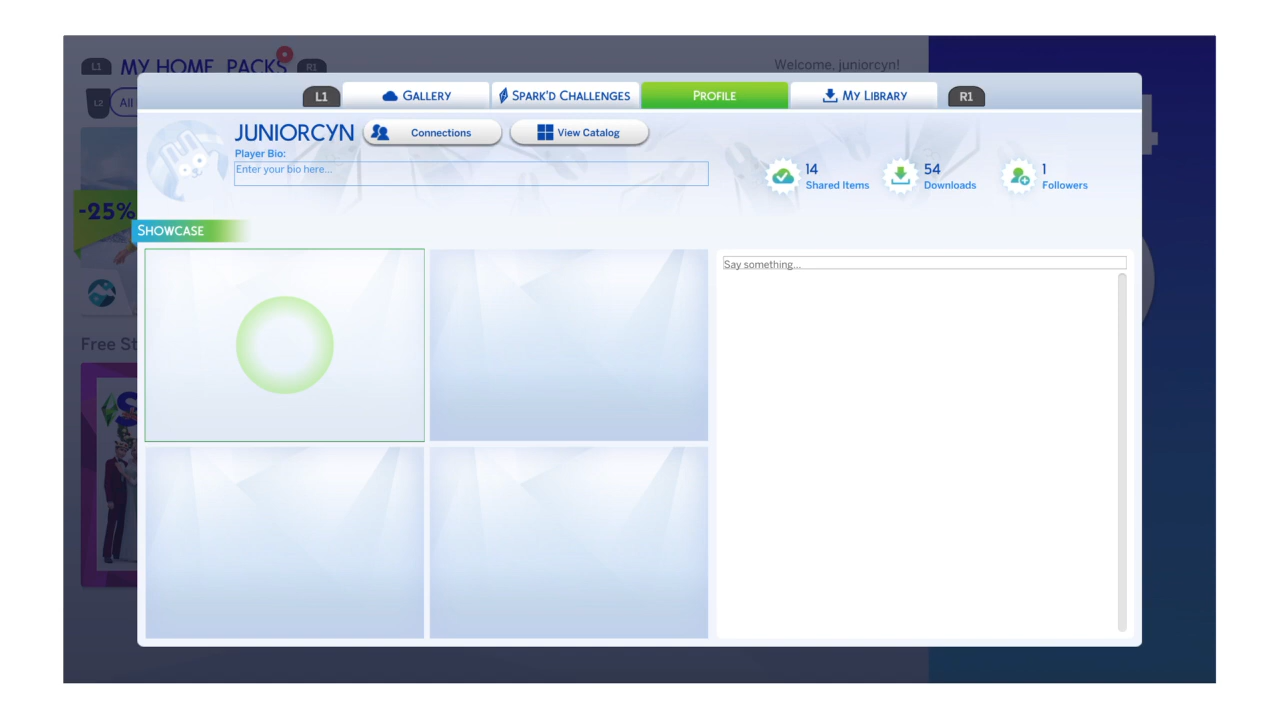 L1 MY HOME PACKS R1
Welcome, juniorcyn!
L2 All
L1 GALLERY SPARK'D CHALLENGES PROFILE MY LIBRARY R1
JUNIORCYN Connections View Catalog
Player Bio:
Enter your bio here...
14
Shared Items
54
Downloads
1
Followers
-25%
SHOWCASE
Say something...
Free St